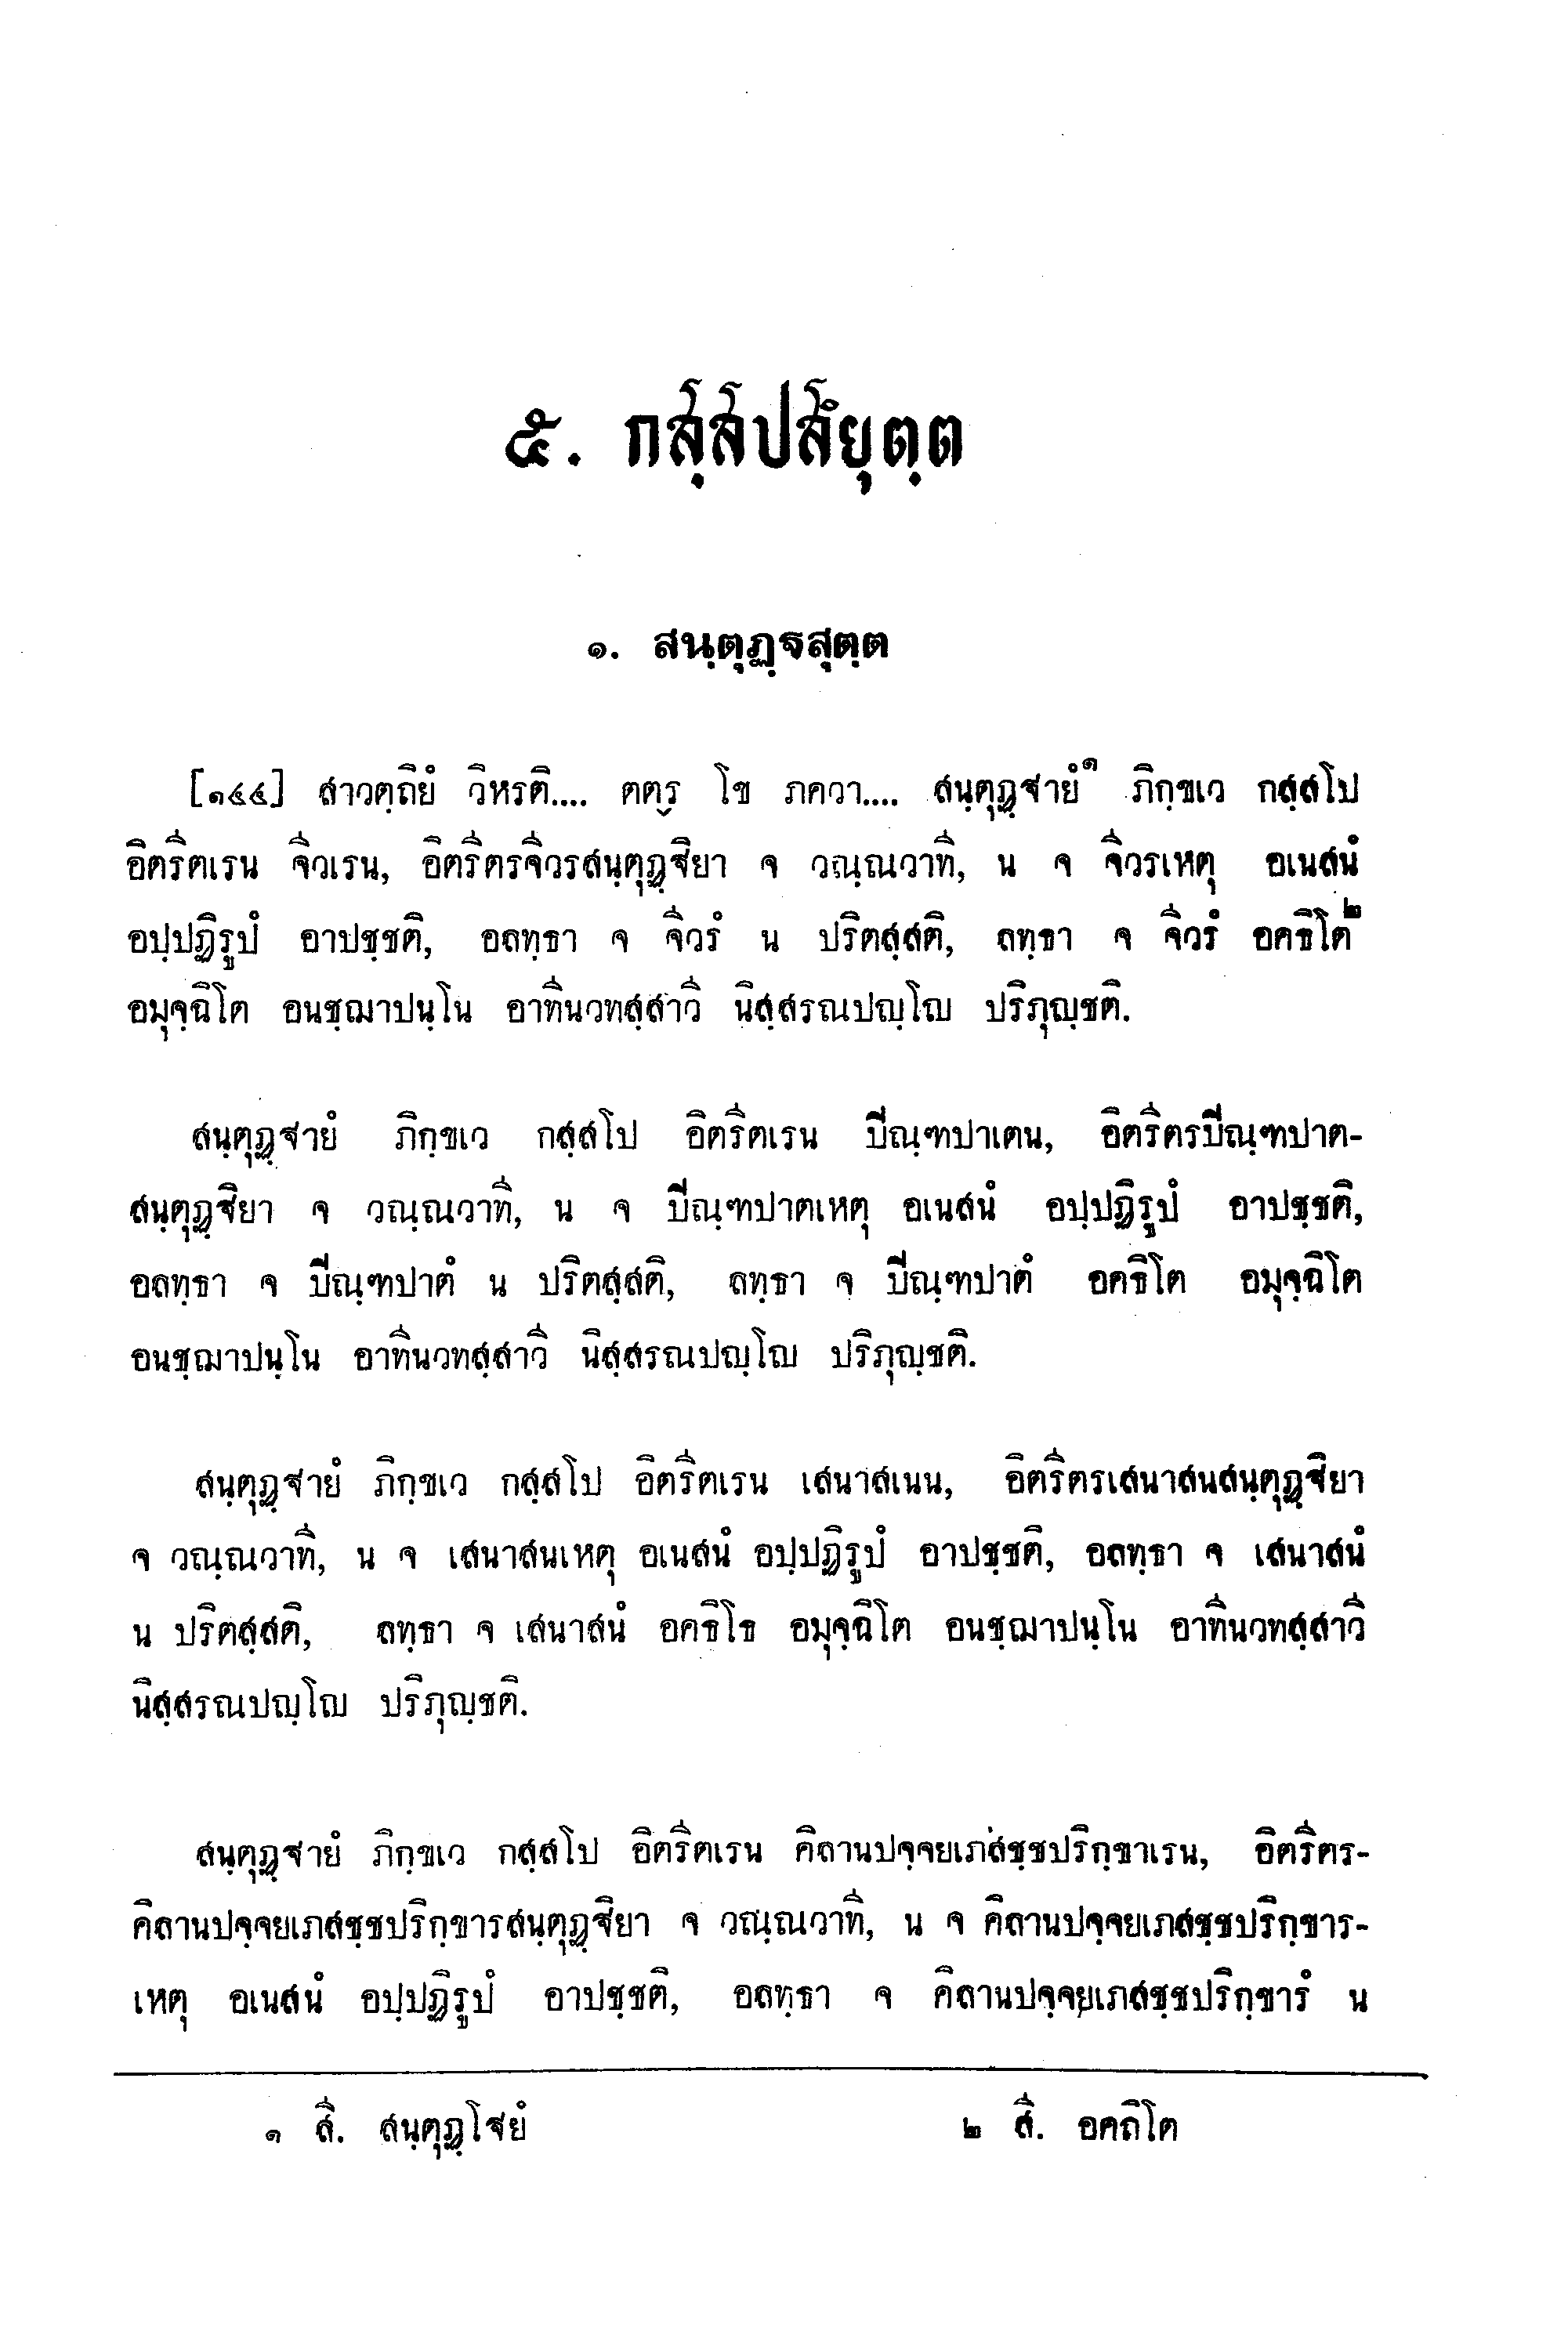 ๕. กสฺสปสํยุตฺต
๑. สนฺตุฏฺฐสุตฺต
[๑๔๔] สาวตฺถิยํ วิหรติ.... ตตฺร โข ภควา.... สนฺตุฏฺฐายํ๑ ภิกฺขเว กสฺสโป
อิตรีตเรน จีวเรน, อิตรีตรจีวรสนฺตุฏฺฐิยา จ วณฺณวาที, น จ จีวรเหตุ อเนสนํ
อปฺปฏิรูปํ อาปชฺชติ, อลทฺธา จ จีวรํ น ปริตสฺสติ, ลทฺธา จ จีวรํ อคธิโต๒
อมุจฺฉิโต อนชฺฌาปนฺโน อาทีนวทสฺสาวี นิสฺสรณปญฺโญ ปริภุญฺชติ.
สนฺตุฏฺฐายํ ภิกฺขเว กสฺสโป อิตรีตเรน ปิณฺฑปาเตน, อิตรีตรปิณฺฑปาต-
สนฺตุฏฺฐิยา จ วณฺณวาที, น จ ปิณฺฑปาตเหตุ อเนสนํ อปฺปฏิรูปํ อาปชฺชติ,
อลทฺธา จ ปิณฺฑปาตํ น ปริตสฺสติ, ลทฺธา จ ปิณฺฑปาตํ อคธิโต อมุจฺฉิโต
อนชฺฌาปนฺโน อาทีนวทสฺสาวี นิสฺสรณปญฺโญ ปริภุญฺชติ.
สนฺตุฏฺฐายํ ภิกฺขเว กสฺสโป อิตรีตเรน เสนาสเนน, อิตรีตรเสนาสนสนฺตุฏฺฐิยา
จ วณฺณวาที, น จ เสนาสนเหตุ อเนสนํ อปฺปฏิรูปํ อาปชฺชติ, อลทฺธา จ เสนาสนํ
น ปริตสฺสติ, ลทฺธา จ เสนาสนํ อคธิโธ อมุจฺฉิโต อนชฺฌาปนฺโน อาทีนวทสฺสาวี
นิสฺสรณปญฺโญ ปริภุญฺชติ.
สนฺตุฏฺฐายํ ภิกฺขเว กสฺสโป อิตรีตเรน คิลานปจฺจยเภสชฺชปริกฺขาเรน, อิตรีตร-
คิลานปจฺจยเภสชฺชปริกฺขารสนฺตุฏฺฐิยา จ วณฺณวาที, น จ คิลานปจฺจยเภสชฺชปริกฺขาร-
เหตุ อเนสนํ อปฺปฏิรูปํ อาปชฺชติ, อลทฺธา จ คิลานปจฺจยเภสชฺชปริกฺขารํ น
๑ สี. สนฺตุฏฺโฐยํ ๒ สี. อคถิโต